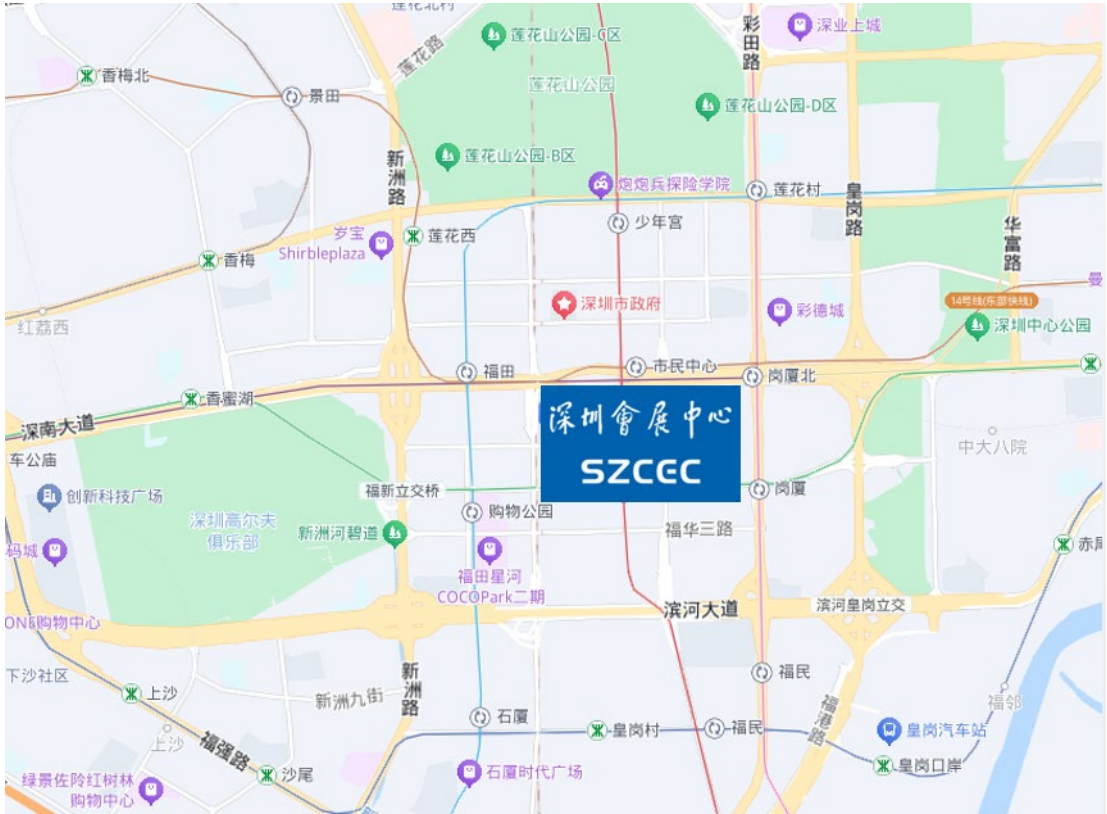 莲花北村
莲花山公园-C区
彩田路
深业上城
莲花路
香梅北
景田
莲花山公园
莲花山公园-D区
新洲路
莲花山公园-B区
炮炮兵探险学院
莲花村
皇岗路
华富路
岁宝
Shirbleplaza
莲花西
少年宫
香梅
红荔西
深圳市政府
彩德城
14号线(东部快线)
深圳中心公园
福田
市民中心
岗厦北
香蜜湖
深南大道
深圳會展中心
SZCEC
车公庙
中大八院
创新科技广场
福新立交桥
岗厦
深圳高尔夫
俱乐部
购物公园
新洲河碧道
福华三路
码城
福田星河
COCOPark二期
赤尾
滨河大道
滨河皇岗立交
购物中心
下沙社区
新洲路
福民
上沙
新洲九街
福邻
福港路
石厦
皇岗村
福民
皇岗汽车站
上沙
福强路
沙尾
石厦时代广场
皇岗口岸
绿景佐阾红树林
购物中心